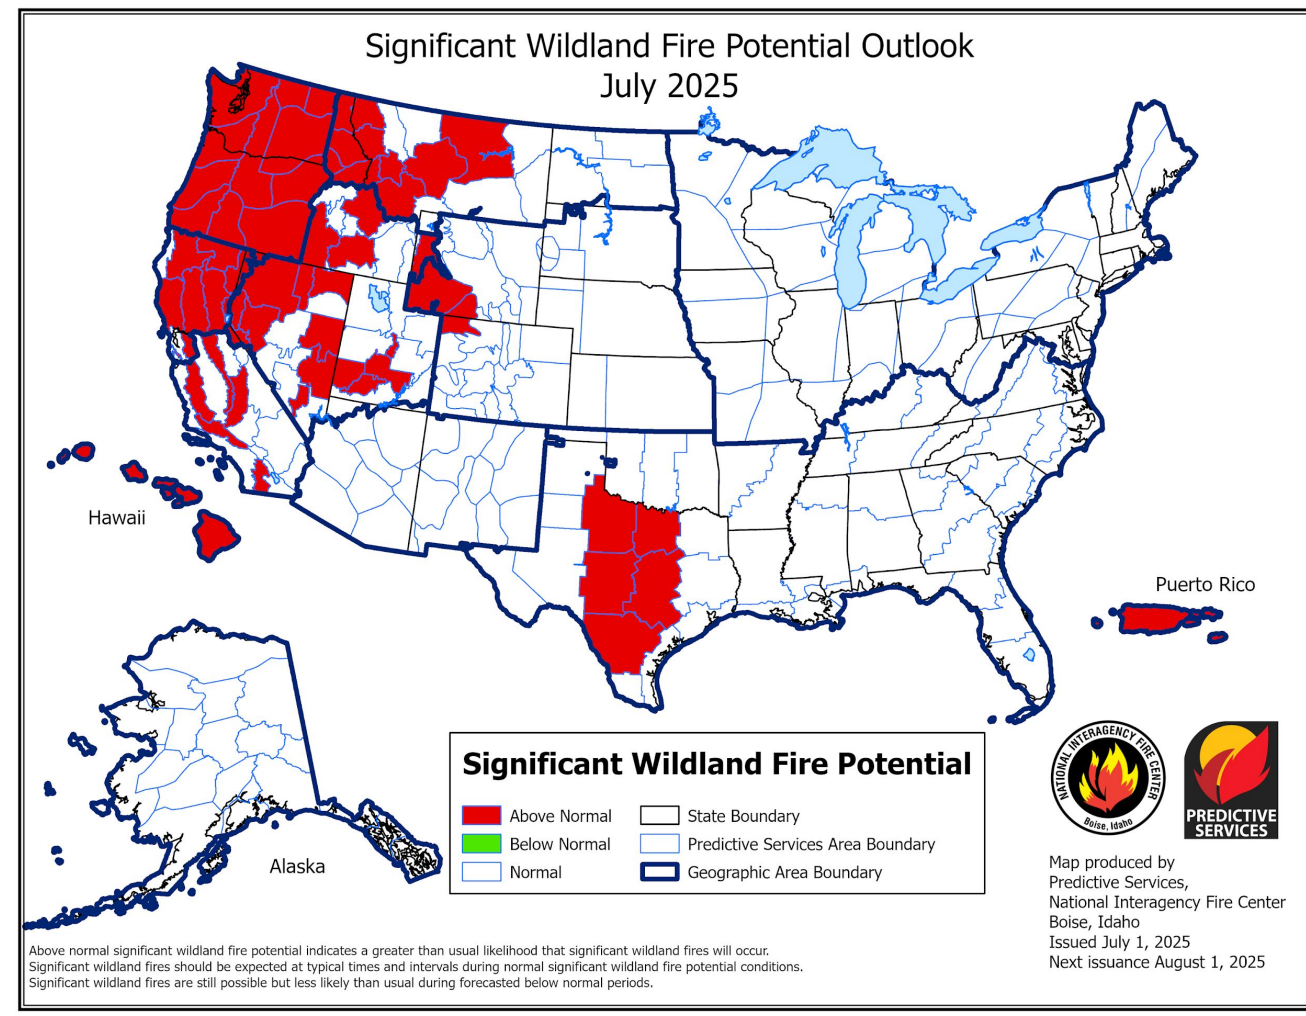 Significant Wildland Fire Potential Outlook
July 2025
Hawaii
Puerto Rico
Alaska
Significant Wildland Fire Potential
Above Normal
State Boundary
Below Normal
Predictive Services Area Boundary
Normal
Geographic Area Boundary
NATIONAL INTERAGENCY FIRE CENTER
Boise, Idaho
PREDICTIVE
SERVICES
Map produced by
Predictive Services,
National Interagency Fire Center
Boise, Idaho
Issued July 1, 2025
Next issuance August 1, 2025
Above normal significant wildland fire potential indicates a greater than usual likelihood that significant wildland fires will occur.
Significant wildland fires should be expected at typical times and intervals during normal significant wildland fire potential conditions.
Significant wildland fires are still possible but less likely than usual during forecasted below normal periods.